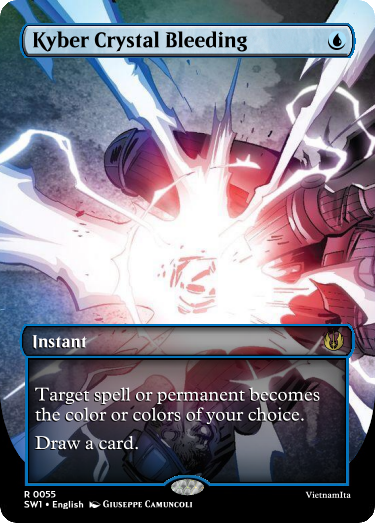 Kyber Crystal Bleeding
Instant
Target spell or permanent becomes
the color or colors of your choice.
Draw a card.
R 0055
SW1 • English Giuseppe Camuncoli
VietnamIta